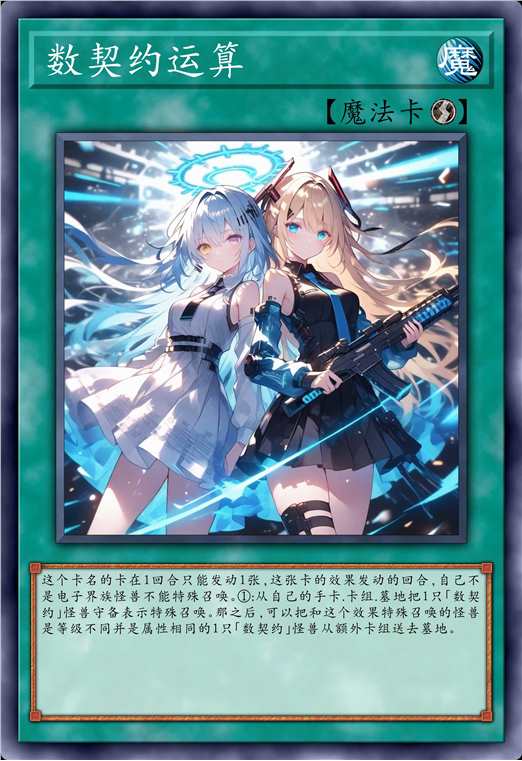 数契约运算
魔
【魔法卡】
这个卡名的卡在1回合只能发动1张,这张卡的效果发动的回合,自己不
是电子界族怪兽不能特殊召唤。①:从自己的手卡.卡组.墓地把1只「数契
约」怪兽守备表示特殊召唤。那之后,可以把和这个效果特殊召唤的怪兽
是等级不同并是属性相同的1只「数契约」怪兽从额外卡组送去墓地。